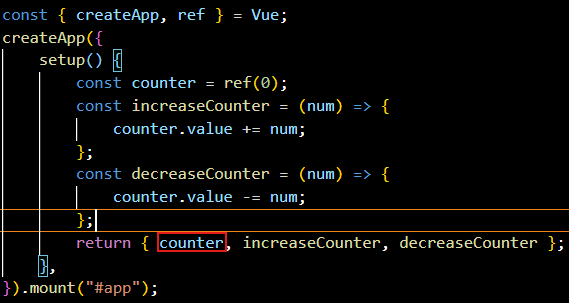 const { createApp, ref } = Vue;
createApp({
setup() {
const counter = ref(0);
const increaseCounter = (num) => {
counter.value += num;
};
const decreaseCounter = (num) => {
counter.value -= num;
};
return { counter, increaseCounter, decreaseCounter };
},
}).mount("#app");